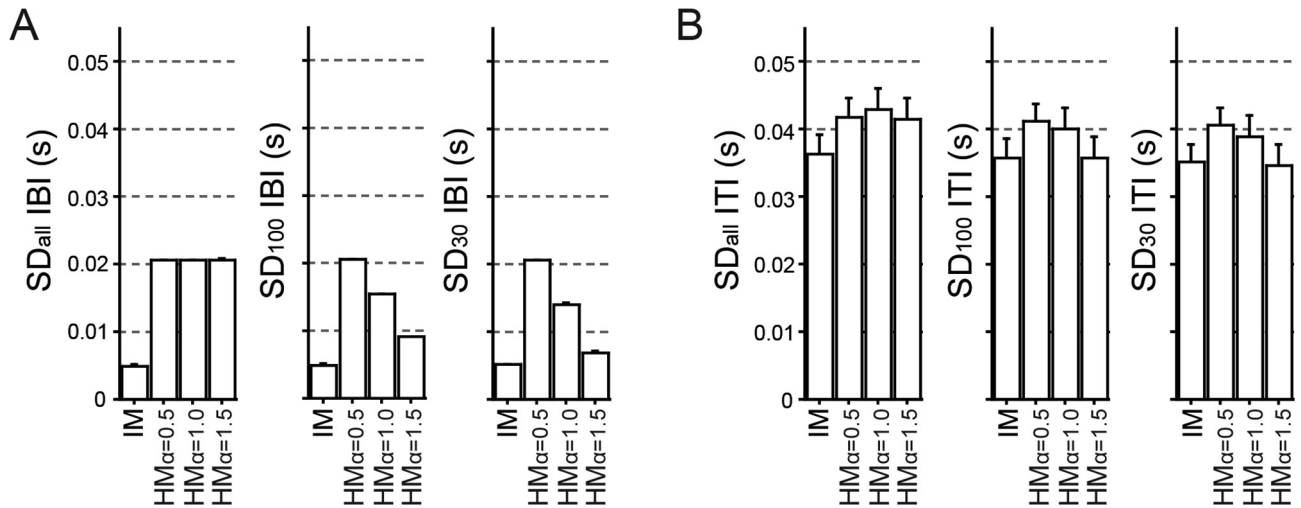 A
SDall IBI (s)
0.05
0.04
0.03
0.02
0.01
0
IM
HMα=0.5
HMα=1.0
HMα=1.5
SD100 IBI (s)
IM
HMα=0.5
HMα=1.0
HMα=1.5
SD30 IBI (s)
IM
HMα=0.5
HMα=1.0
HMα=1.5
B
SDall ITI (s)
0.05
0.04
0.03
0.02
0.01
0
IM
HMα=0.5
HMα=1.0
HMα=1.5
SD100 ITI (s)
IM
HMα=0.5
HMα=1.0
HMα=1.5
SD30 ITI (s)
IM
HMα=0.5
HMα=1.0
HMα=1.5